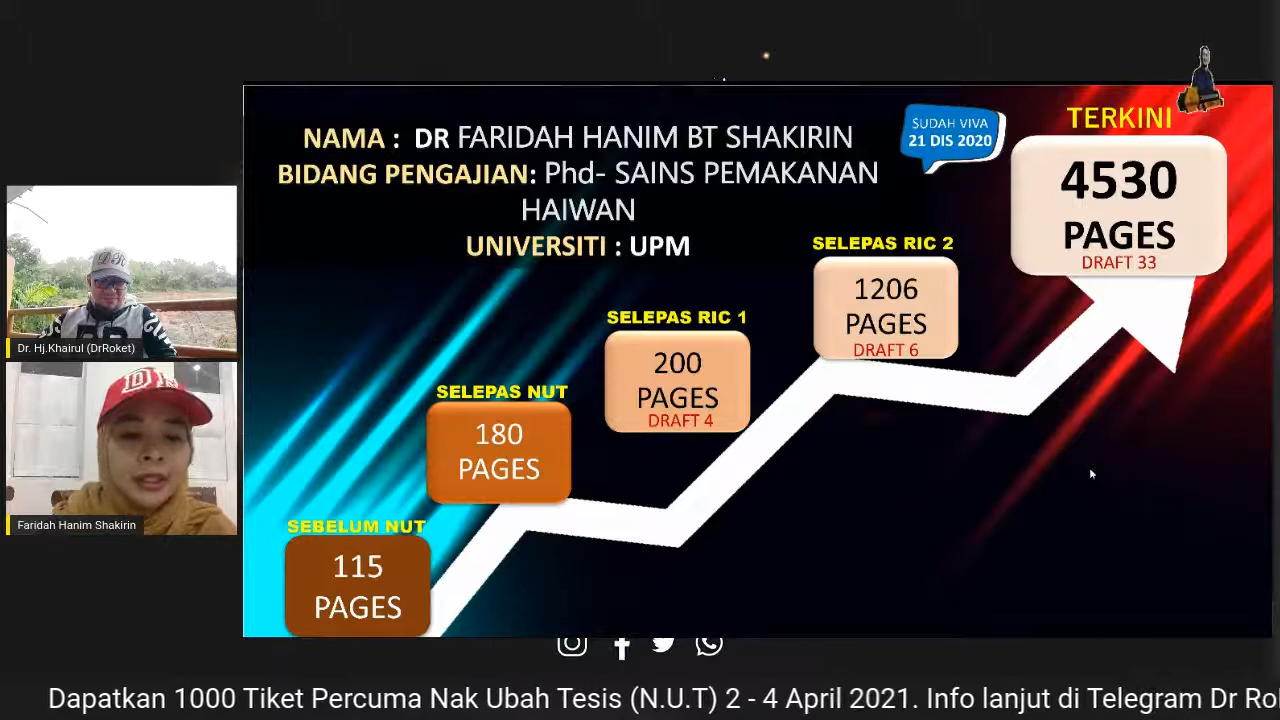 NAMA : DR FARIDAH HANIM BT SHAKIRIN
BIDANG PENGAJIAN: Phd- SAINS PEMAKANAN
HAIWAN
UNIVERSITI : UPM
SUDAH VIVA
21 DIS 2020
TERKINI
4530
PAGES
DRAFT 33
SELEPAS RIC 2
1206
PAGES
DRAFT 6
SELEPAS RIC 1
200
PAGES
DRAFT 4
SELEPAS NUT
180
PAGES
SEBELUM NUT
115
PAGES
Dr. Hj.Khairul (DrRoket)
Faridah Hanim Shakirin
Dapatkan 1000 Tiket Percuma Nak Ubah Tesis (N.U.T) 2 - 4 April 2021. Info lanjut di Telegram Dr